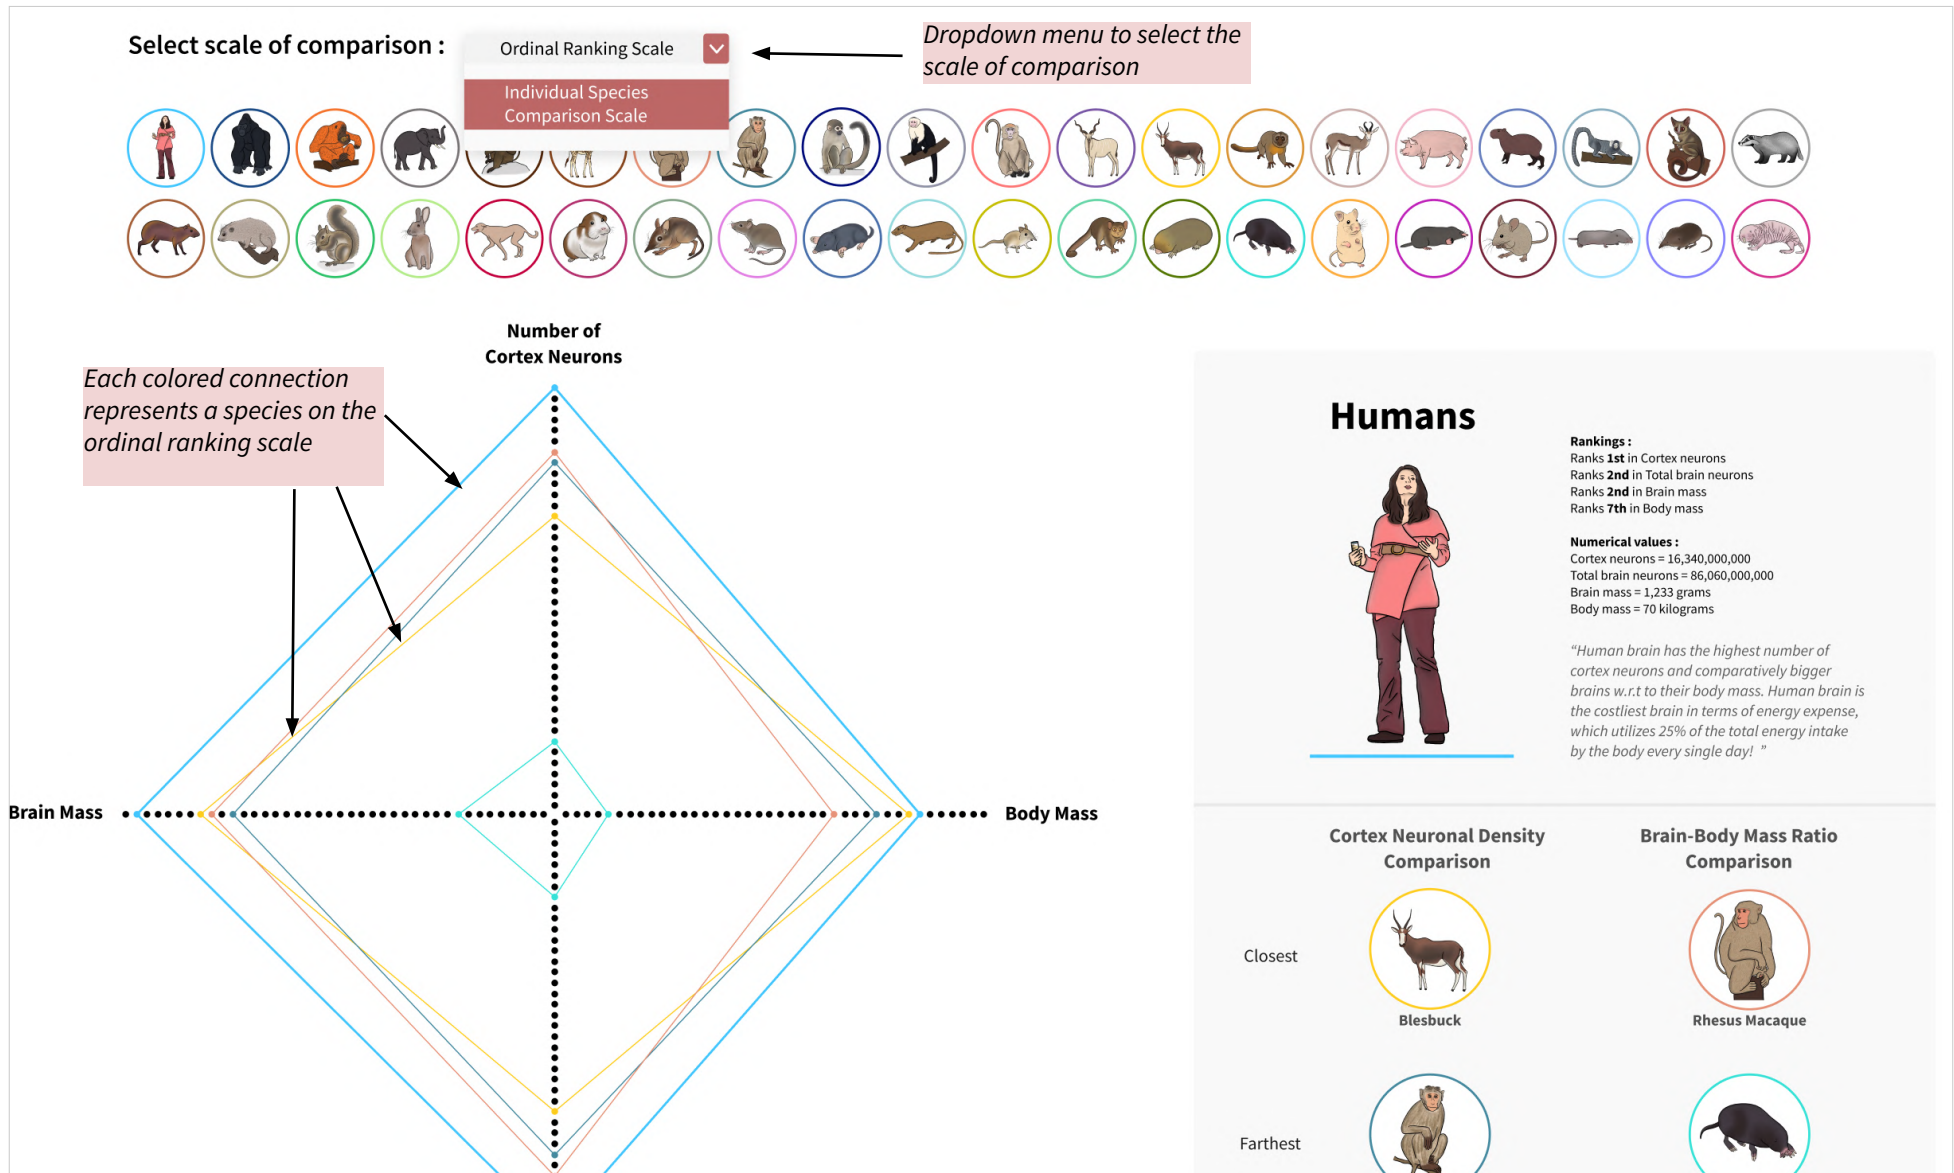 Select scale of comparison :
Ordinal Ranking Scale
Individual Species
Comparison Scale
Dropdown menu to select the
scale of comparison
Number of
Cortex Neurons
Each colored connection
represents a species on the
ordinal ranking scale
Brain Mass
Body Mass
Humans
Rankings :
Ranks 1st in Cortex neurons
Ranks 2nd in Total brain neurons
Ranks 2nd in Brain mass
Ranks 7th in Body mass
Numerical values :
Cortex neurons = 16,340,000,000
Total brain neurons = 86,060,000,000
Brain mass = 1,233 grams
Body mass = 70 kilograms
“Human brain has the highest number of
cortex neurons and comparatively bigger
brains w.r.t to their body mass. Human brain is
the costliest brain in terms of energy expense,
which utilizes 25% of the total energy intake
by the body every single day! ”
Cortex Neuronal Density
Comparison
Brain-Body Mass Ratio
Comparison
Closest
Blesbuck
Rhesus Macaque
Farthest